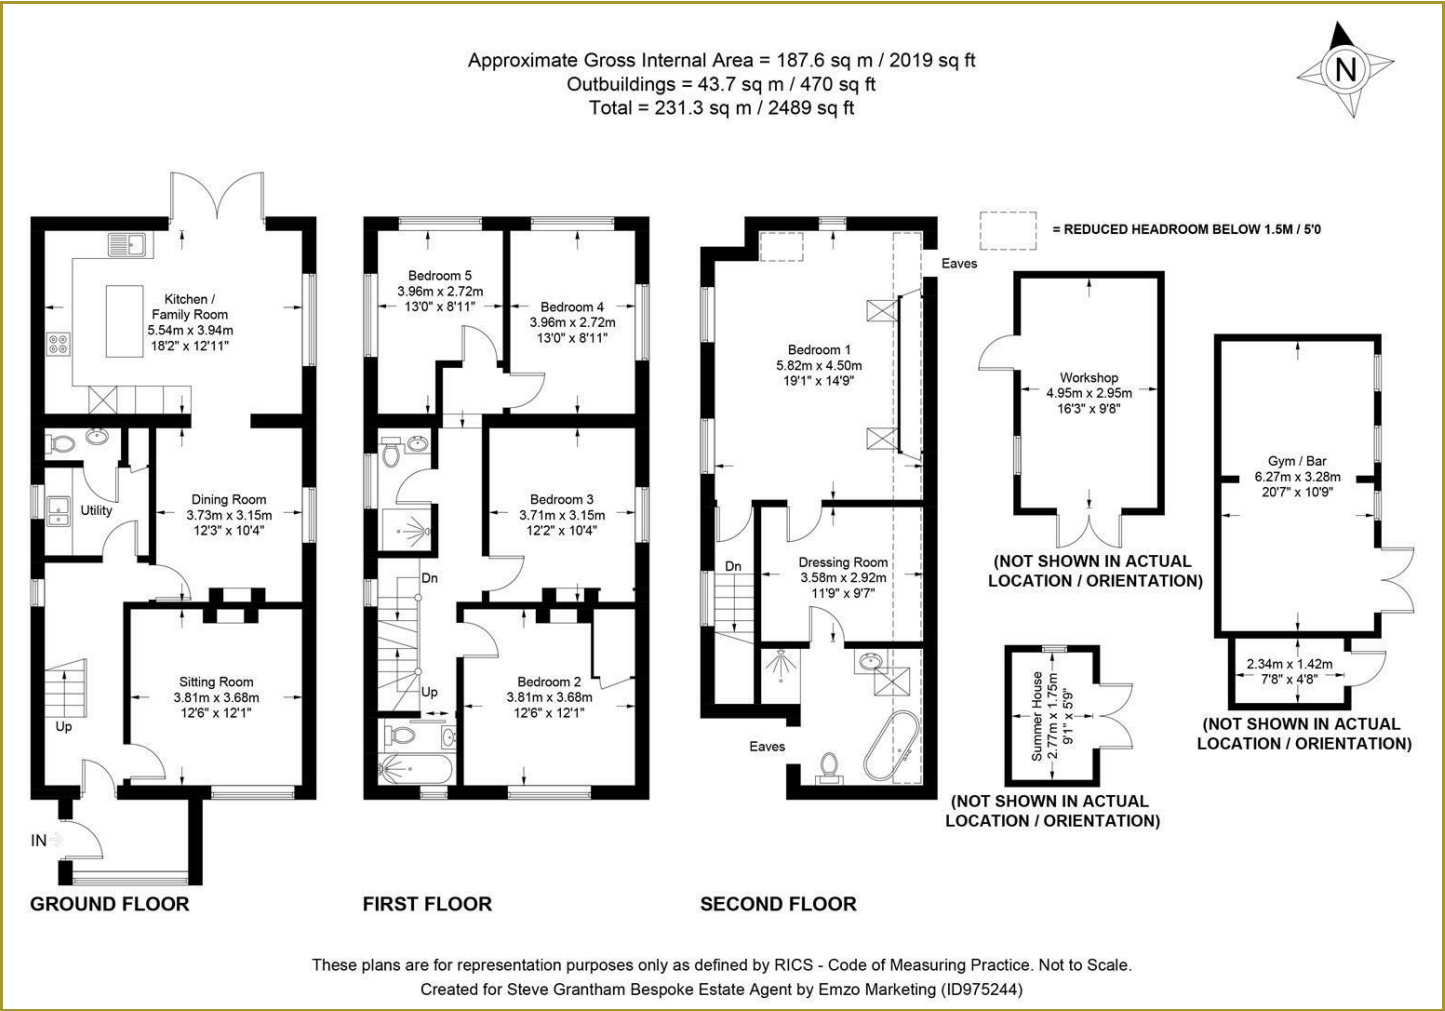 Approximate Gross Internal Area = 187.6 sq m / 2019 sq ft
Outbuildings = 43.7 sq m / 470 sq ft
Total = 231.3 sq m / 2489 sq ft
N
Kitchen /
Family Room
5.54m x 3.94m
18'2" x 12'11"
Utility
Dining Room
3.73m x 3.15m
12'3" x 10'4"
Sitting Room
3.81m x 3.68m
12'6" x 12'1"
Up
IN
GROUND FLOOR
Bedroom 5
3.96m x 2.72m
13'0" x 8'11"
Bedroom 4
3.96m x 2.72m
13'0" x 8'11"
Bedroom 3
3.71m x 3.15m
12'2" x 10'4"
Dn
Up
Bedroom 2
3.81m x 3.68m
12'6" x 12'1"
FIRST FLOOR
Eaves
Bedroom 1
5.82m x 4.50m
19'1" x 14'9"
Dn
Dressing Room
3.58m x 2.92m
11'9" x 9'7"
Eaves
SECOND FLOOR
= REDUCED HEADROOM BELOW 1.5M / 5'0
Workshop
4.95m x 2.95m
16'3" x 9'8"
(NOT SHOWN IN ACTUAL
LOCATION / ORIENTATION)
Gym / Bar
6.27m x 3.28m
20'7" x 10'9"
2.34m x 1.42m
7'8" x 4'8"
(NOT SHOWN IN ACTUAL
LOCATION / ORIENTATION)
Summer House
2.77m x 1.75m
9'1" x 5'9"
(NOT SHOWN IN ACTUAL
LOCATION / ORIENTATION)
These plans are for representation purposes only as defined by RICS - Code of Measuring Practice. Not to Scale.
Created for Steve Grantham Bespoke Estate Agent by Emzo Marketing (ID975244)